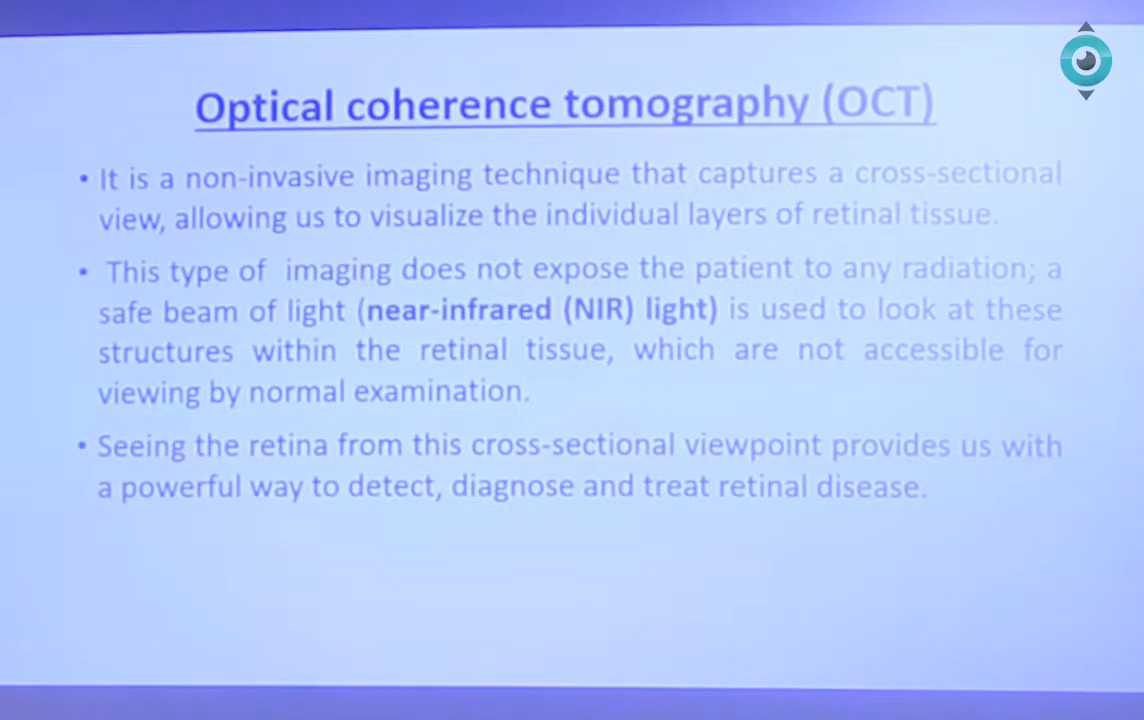 Optical coherence tomography (OCT)
• It is a non-invasive imaging technique that captures a cross-sectional
view, allowing us to visualize the individual layers of retinal tissue.
• This type of imaging does not expose the patient to any radiation; a
safe beam of light (near-infrared (NIR) light) is used to look at these
structures within the retinal tissue, which are not accessible for
viewing by normal examination.
• Seeing the retina from this cross-sectional viewpoint provides us with
a powerful way to detect, diagnose and treat retinal disease.